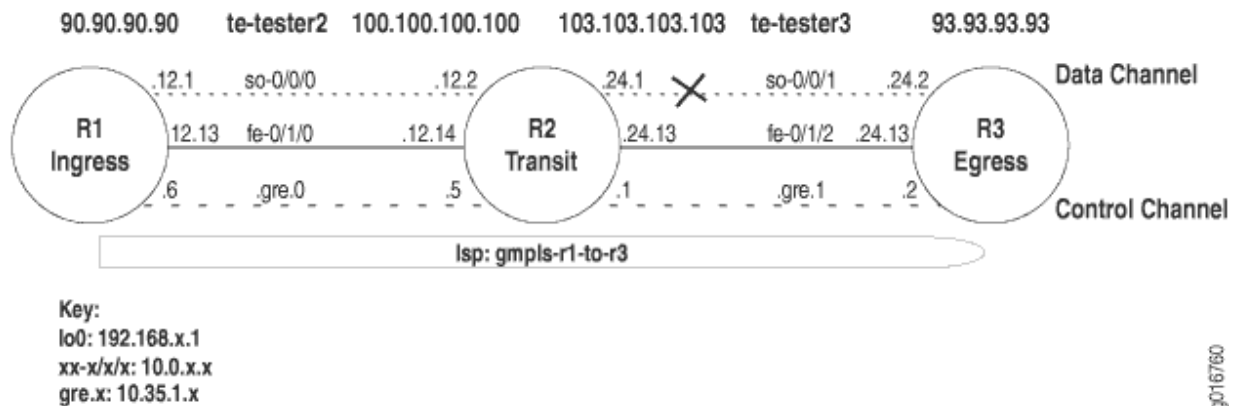 90.90.90.90 te-tester2 100.100.100.100 103.103.103.103 te-tester3 93.93.93.93
.12.1 so-0/0/0 .12.2 .24.1 so-0/0/1 .24.2 Data Channel
R1 Ingress
.12.13 fe-0/1/0 .12.14
R2 Transit
.24.13 fe-0/1/2 .24.13
R3 Egress
.6 .gre.0 .5 .1 .gre.1 .2 Control Channel
lsp: gmpls-r1-to-r3
Key:
lo0: 192.168.x.1
xx-x/x/x: 10.0.x.x
gre.x: 10.35.1.x
g016760